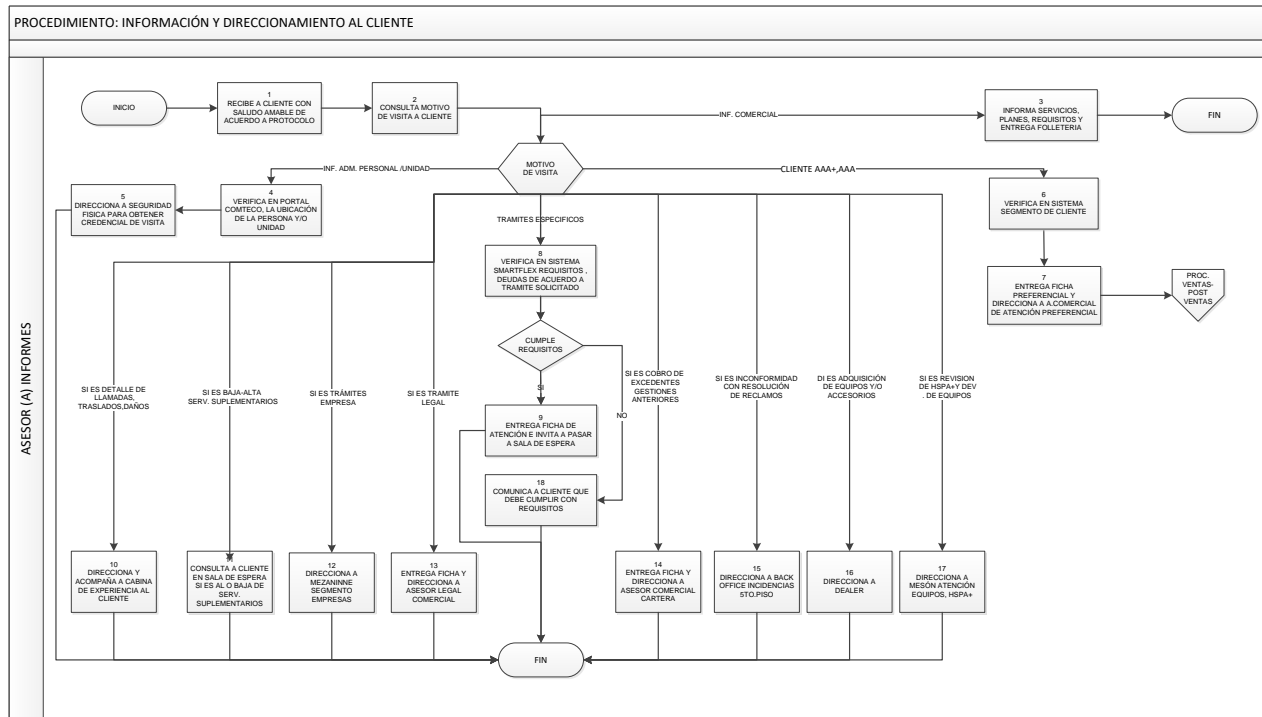 PROCEDIMIENTO: INFORMACIÓN Y DIRECCIONAMIENTO AL CLIENTE
ASESOR (A) INFORMES
INICIO
1
RECIBE A CLIENTE CON
SALUDO AMABLE DE
ACUERDO A PROTOCOLO
2
CONSULTA MOTIVO
DE VISITA A CLIENTE
INF. COMERCIAL
3
INFORMA SERVICIOS,
PLANES, REQUISITOS Y
ENTREGA FOLLETERIA
FIN
MOTIVO
DE VISITA
INF. ADM. PERSONAL /UNIDAD
CLIENTE AAA+,AAA
5
DIRECCIONA A SEGURIDAD
FISICA PARA OBTENER
CREDENCIAL DE VISITA
4
VERIFICA EN PORTAL
COMTECO, LA UBICACIÓN
DE LA PERSONA Y/O
UNIDAD
6
VERIFICA EN SISTEMA
SEGMENTO DE CLIENTE
TRAMITES ESPECIFICOS
8
VERIFICA EN SISTEMA
SMARTFLEX REQUISITOS ,
DEUDAS DE ACUERDO A
TRAMITE SOLICITADO
7
ENTREGA FICHA
PREFERENCIAL Y
DIRECCIONA A A.COMERCIAL
DE ATENCIÓN PREFERENCIAL
PROC.
VENTAS-
POST
VENTAS
CUMPLE
REQUISITOS
SI
NO
SI ES DETALLE DE
LLAMADAS,
TRASLADOS,DAÑOS
SI ES BAJA-ALTA
SERV. SUPLEMENTARIOS
SI ES TRÁMITES
EMPRESA
SI ES TRAMITE
LEGAL
SI ES COBRO DE
EXCEDENTES
GESTIONES
ANTERIORES
SI ES INCONFORMIDAD
CON RESOLUCIÓN
DE RECLAMOS
DI ES ADQUISICIÓN
DE EQUIPOS Y/O
ACCESORIOS
SI ES REVISION
DE HSPA+Y DEV
. DE EQUIPOS
9
ENTREGA FICHA DE
ATENCIÓN E INVITA A PASAR
A SALA DE ESPERA
18
COMUNICA A CLIENTE QUE
DEBE CUMPLIR CON
REQUISITOS
10
DIRECCIONA Y
ACOMPAÑA A CABINA
DE EXPERIENCIA AL
CLIENTE
CONSULTA A CLIENTE
EN SALA DE ESPERA
SI ES AL O BAJA DE
SERV.
SUPLEMENTARIOS
12
DIRECCIONA A
MEZANINNE
SEGMENTO
EMPRESAS
13
ENTREGA FICHA Y
DIRECCIONA A
ASESOR LEGAL
COMERCIAL
14
ENTREGA FICHA Y
DIRECCIONA A
ASESOR COMERCIAL
CARTERA
15
DIRECCIONA A BACK
OFFICE INCIDENCIAS
5TO.PISO
16
DIRECCIONA A
DEALER
17
DIRECCIONA A
MESÓN ATENCIÓN
EQUIPOS, HSPA+
FIN